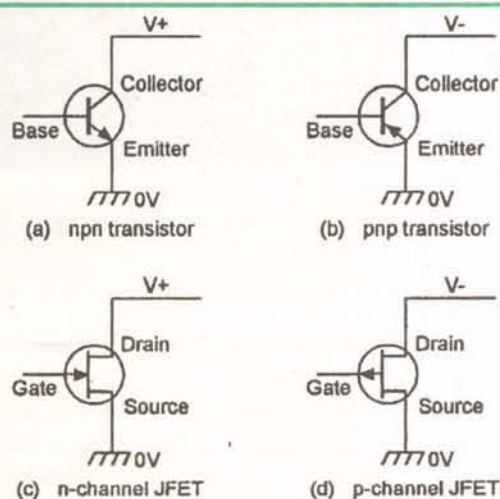 V+
Collector
Base
Emitter
0V
(a) npn transistor
V-
Collector
Base
Emitter
0V
(b) pnp transistor
V+
Drain
Gate
Source
0V
(c) n-channel JFET
V-
Drain
Gate
Source
0V
(d) p-channel JFET